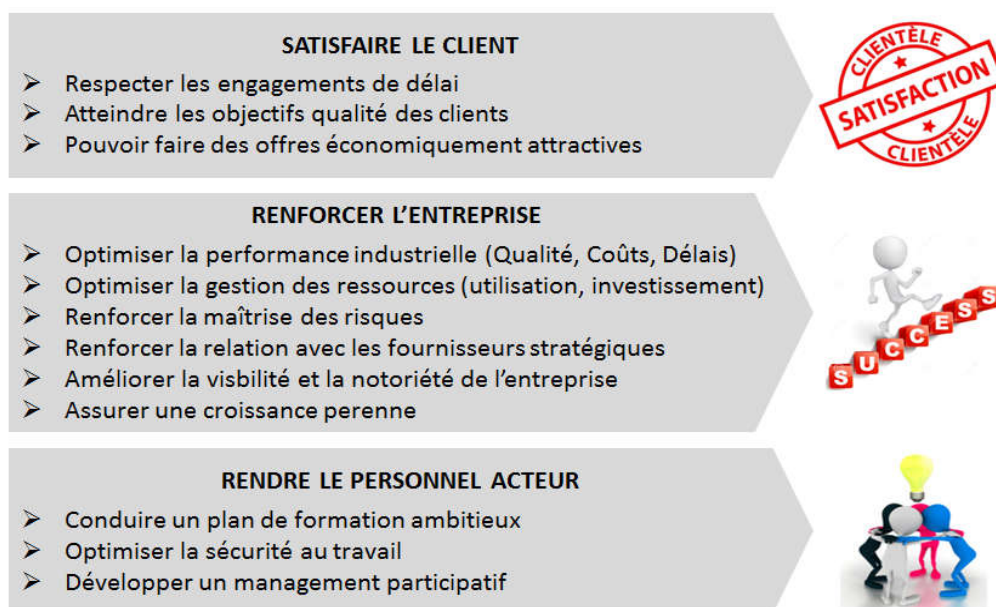 SATISFAIRE LE CLIENT
➢ Respecter les engagements de délai
➢ Atteindre les objectifs qualité des clients
➢ Pouvoir faire des offres économiquement attractives
CLIENTÈLE
SATISFACTION
CLIENTÈLE
RENFORCER L’ENTREPRISE
➢ Optimiser la performance industrielle (Qualité, Coûts, Délais)
➢ Optimiser la gestion des ressources (utilisation, investissement)
➢ Renforcer la maîtrise des risques
➢ Renforcer la relation avec les fournisseurs stratégiques
➢ Améliorer la visbilité et la notoriété de l’entreprise
➢ Assurer une croissance perenne
SUCCESS
RENDRE LE PERSONNEL ACTEUR
➢ Conduire un plan de formation ambitieux
➢ Optimiser la sécurité au travail
➢ Développer un management participatif